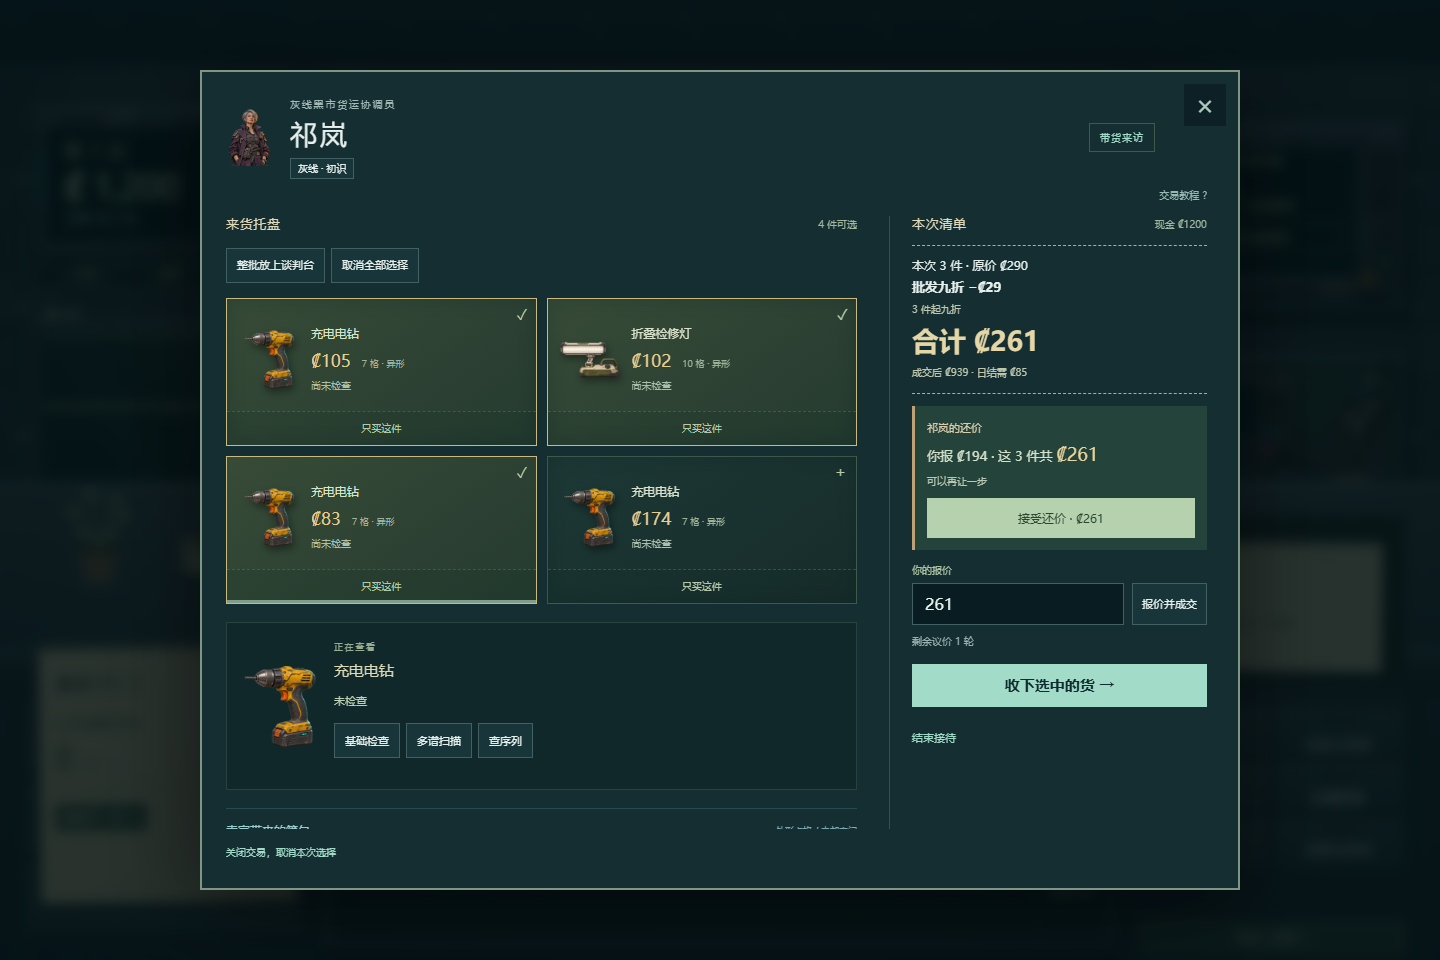 灰线黑市货运协调员
祁岚
灰线 · 初识
带货来访
×
交易教程 ?
来货托盘
4 件可选
整批放上谈判台
取消全部选择
充电电钻
₡105 7 格 · 异形
尚未检查
只买这件
折叠检修灯
₡102 10 格 · 异形
尚未检查
只买这件
充电电钻
₡83 7 格 · 异形
尚未检查
只买这件
充电电钻
₡174 7 格 · 异形
尚未检查
只买这件
正在查看
充电电钻
未检查
基础检查
多谱扫描
查序列
关闭交易，取消本次选择
本次清单
现金 ₡1200
本次 3 件 · 原价 ₡290
批发九折 −₡29
3 件起九折
合计 ₡261
成交后 ₡939 · 日结需 ₡85
祁岚的还价
你报 ₡194 · 这 3 件共 ₡261
可以再让一步
接受还价 · ₡261
你的报价
261
报价并成交
剩余议价 1 轮
收下选中的货 →
结束接待